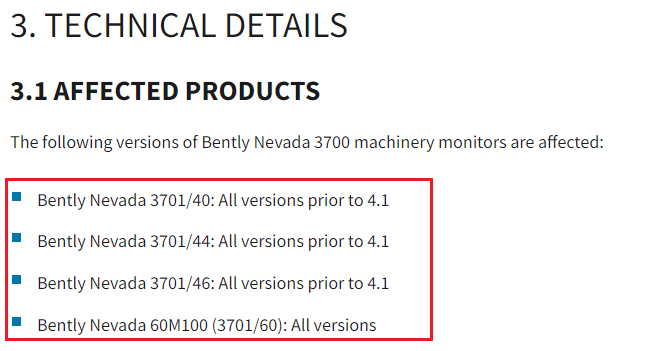 3. TECHNICAL DETAILS
3.1 AFFECTED PRODUCTS
The following versions of Bently Nevada 3700 machinery monitors are affected:
Bently Nevada 3701/40: All versions prior to 4.1
Bently Nevada 3701/44: All versions prior to 4.1
Bently Nevada 3701/46: All versions prior to 4.1
Bently Nevada 60M100 (3701/60): All versions